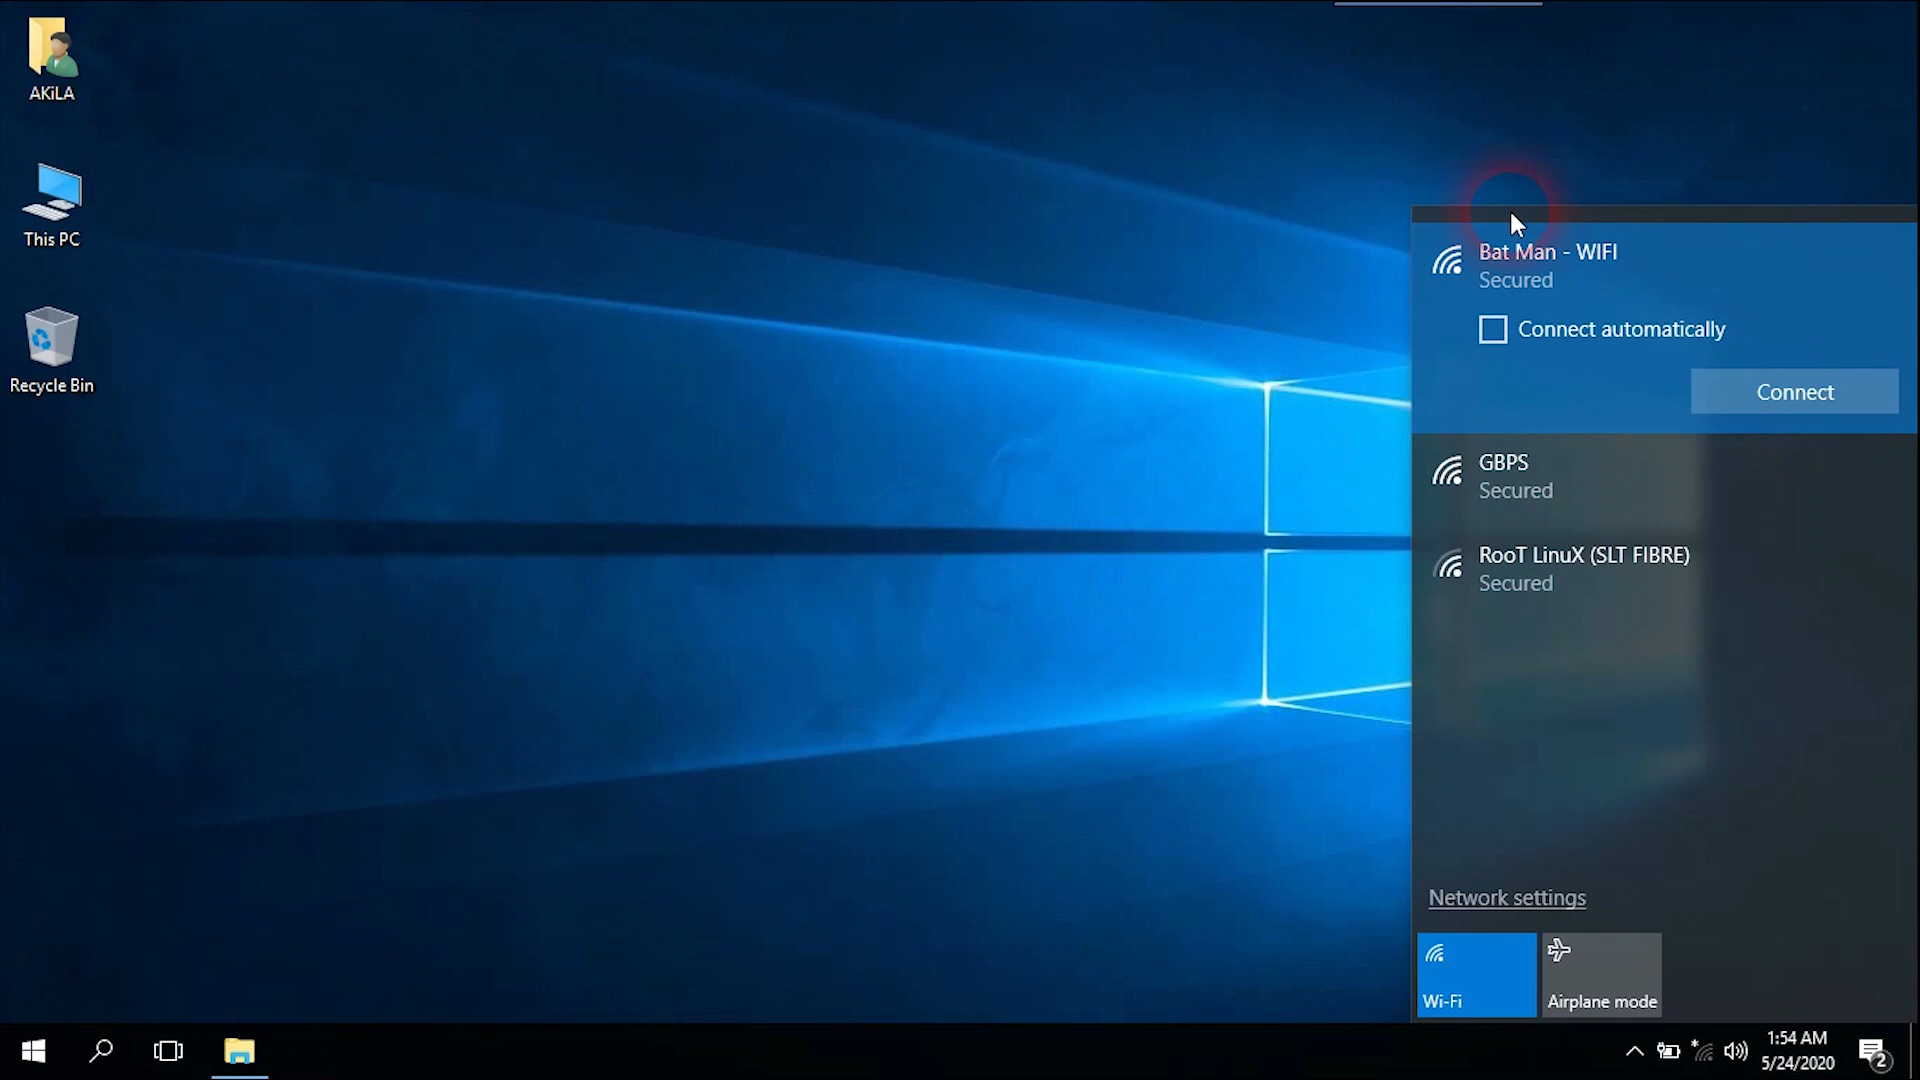 AKiLA
This PC
Recycle Bin
Bat Man - WIFI
Secured
Connect automatically
Connect
GBPS
Secured
RooT LinuX (SLT FIBRE)
Secured
Network settings
Wi-Fi
Airplane mode
1:54 AM
5/24/2020
2